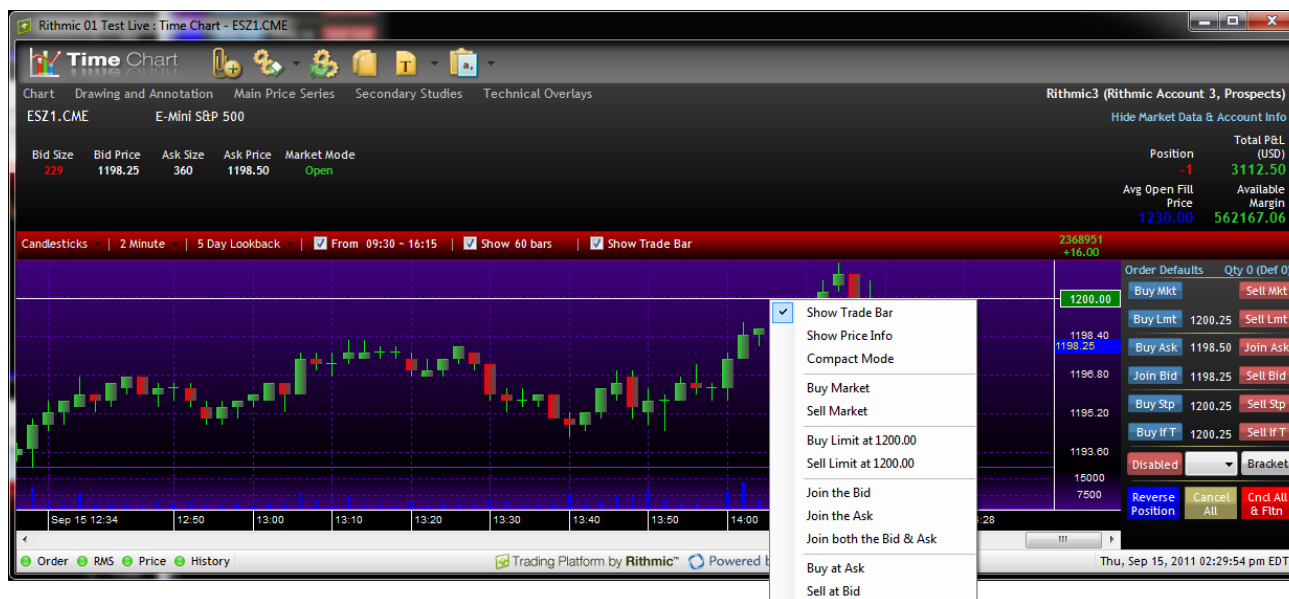 Rithmic 01 Test Live : Time Chart - ESZ1.CME
Time Chart
Chart Drawing and Annotation Main Price Series Secondary Studies Technical Overlays
Rithmic3 (Rithmic Account 3, Prospects)
ESZ1.CME E-Mini S&P 500
Hide Market Data & Account Info
Bid Size Bid Price Ask Size Ask Price Market Mode
229 1198.25 360 1198.50 Open
Position Total P&L (USD)
-1 3112.50
Avg Open Fill Price Available Margin
1230.00 562167.06
Candlesticks | 2 Minute | 5 Day Lookback | From 09:30 ~ 16:15 | Show 60 bars | Show Trade Bar
2368951
+16.00
1200.00
1198.40
1198.25
1196.80
1195.20
1193.60
15000
7500
Order Defaults Qty 0 (Def 0)
Buy Mkt Sell Mkt
Buy Lmt 1200.25 Sell Lmt
Buy Ask 1198.50 Join Ask
Join Bid 1198.25 Sell Bid
Buy Stp 1200.25 Sell Stp
Buy If T 1200.25 Sell If T
Disabled Bracket
Reverse Position Cancel All Cncl All & Fltn
Show Trade Bar
Show Price Info
Compact Mode
Buy Market
Sell Market
Buy Limit at 1200.00
Sell Limit at 1200.00
Join the Bid
Join the Ask
Join both the Bid & Ask
Buy at Ask
Sell at Bid
Sep 15 12:34 12:50 13:00 13:10 13:20 13:30 13:40 13:50 14:00 :28
Order RMS Price History
Trading Platform by Rithmic™ Powered
Thu, Sep 15, 2011 02:29:54 pm EDT